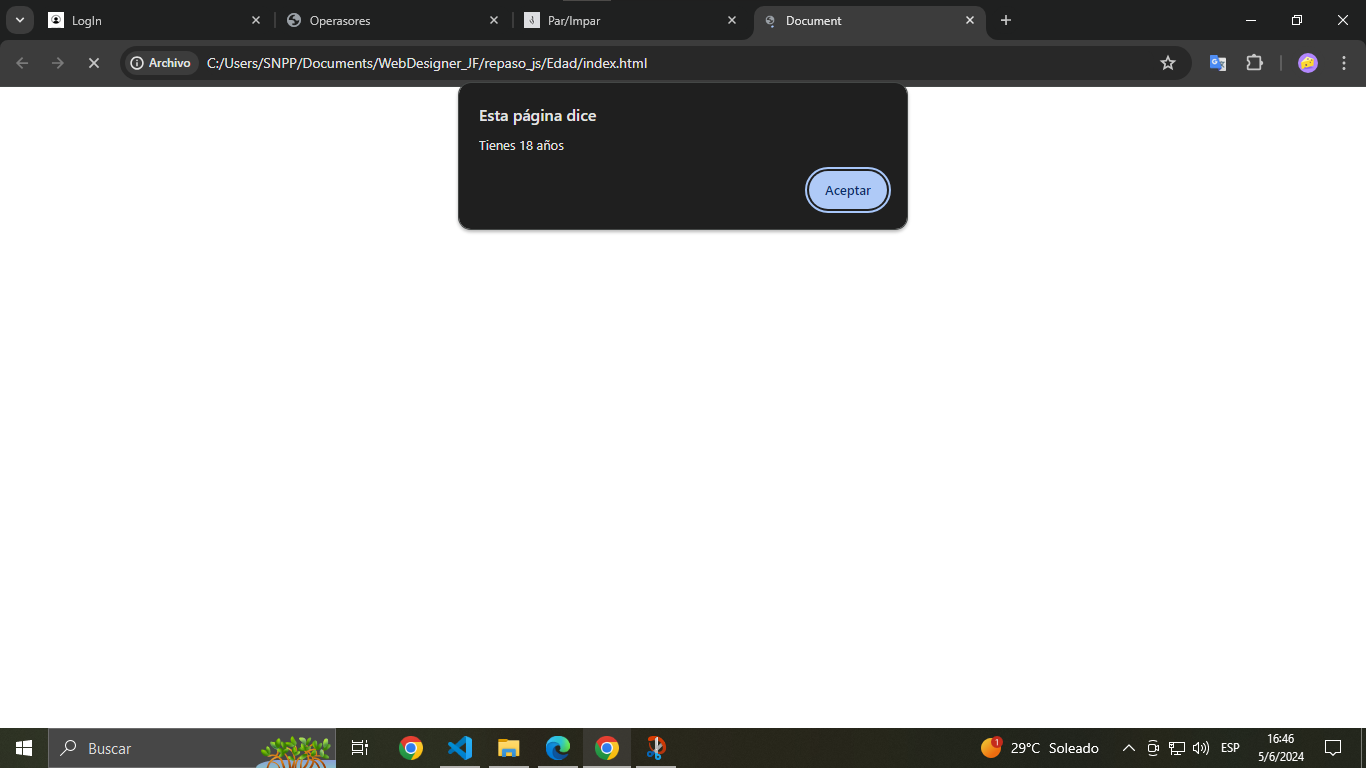 LogIn
Operasores
Par/Impar
Document
Archivo
C:/Users/SNPP/Documents/WebDesigner_JF/repaso_js/Edad/index.html
Esta página dice
Tienes 18 años
Aceptar
Buscar
1
29°C Soleado
ESP
16:46
5/6/2024